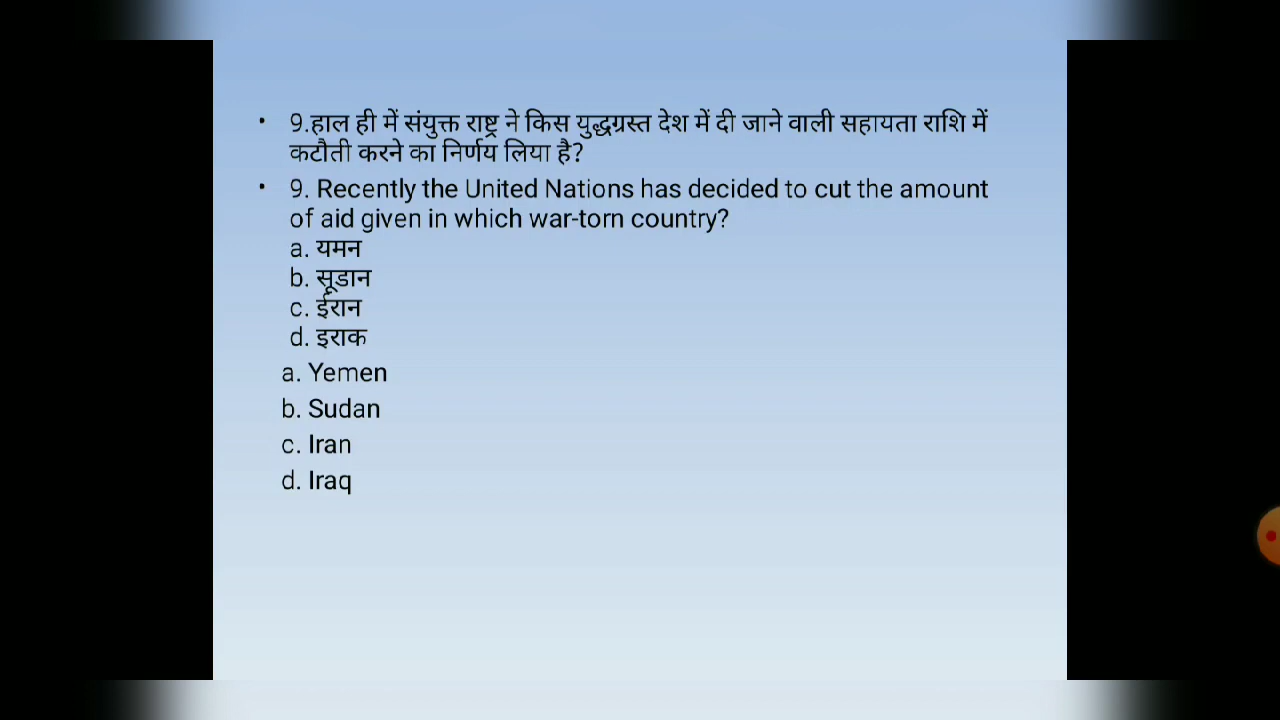 • 9.हाल ही में संयुक्त राष्ट्र ने किस युद्धग्रस्त देश में दी जाने वाली सहायता राशि में
कटौती करने का निर्णय लिया है?
• 9. Recently the United Nations has decided to cut the amount
of aid given in which war-torn country?
a. यमन
b. सूडान
c. ईरान
d. इराक
a. Yemen
b. Sudan
c. Iran
d. Iraq